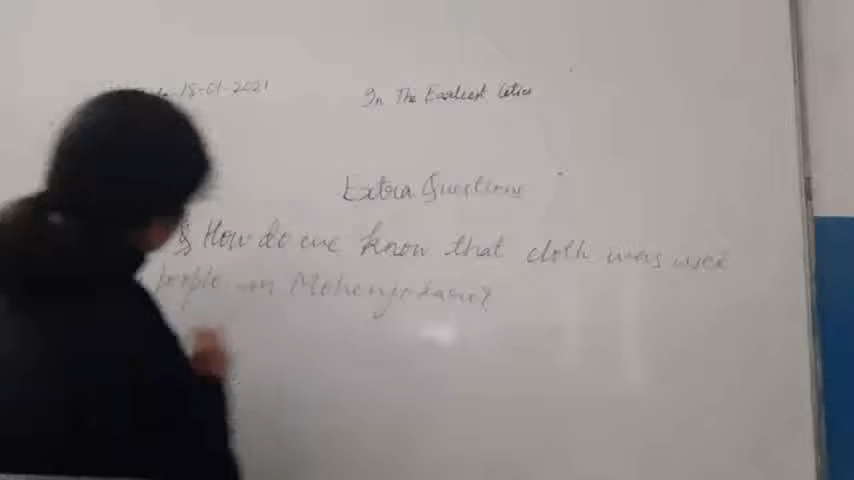 15-01-2021
In The Earliest Cities
Extra Questions
How do we know that cloth was used
people in Mohenjodaro?